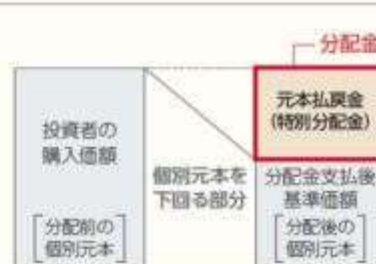 分配金
元本払戻金
(特別分配金)
投資者の
購入価額
個別元本を
下回る部分
分配金支払後
基準価額
分配前の
個別元本
分配後の
個別元本